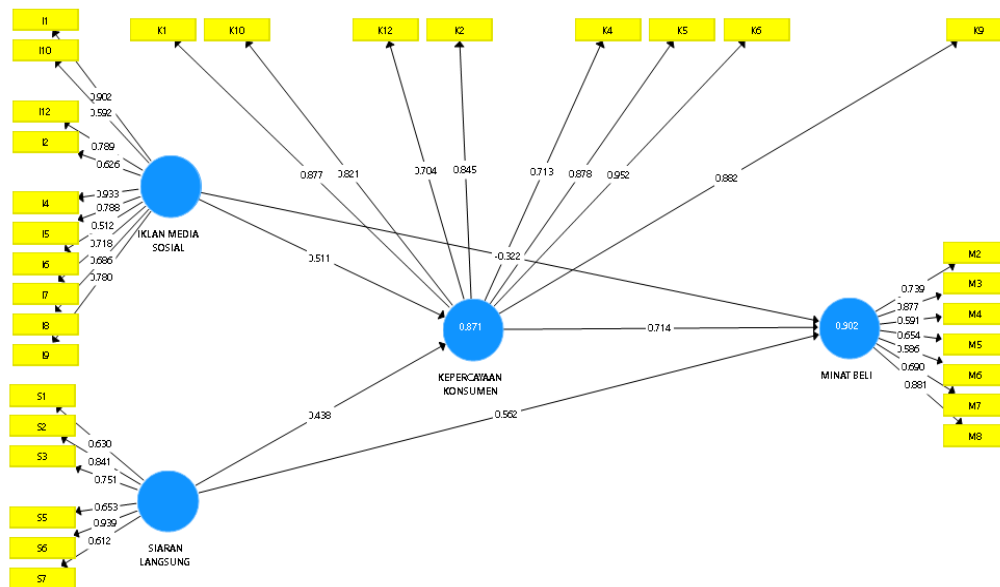 I1
I10
I12
I2
I4
I5
I6
I7
I8
I9
0.902
0.592
0.789
0.626
0.933
0.788
0.512
0.718
0.686
0.780
IKLAN MEDIA
SOSIAL
K1
K10
K12
K2
K4
K5
K6
K9
0.877
0.821
0.704
0.845
0.713
0.878
0.952
0.882
0.511
-0.322
0.871
KEPERCAYAAN
KONSUMEN
0.714
0.438
0.562
0.902
MINAT BELI
0.739
0.877
0.591
0.654
0.586
0.690
0.881
M2
M3
M4
M5
M6
M7
M8
S1
S2
S3
S5
S6
S7
0.630
0.841
0.751
0.653
0.939
0.612
SIARAN
LANGSUNG